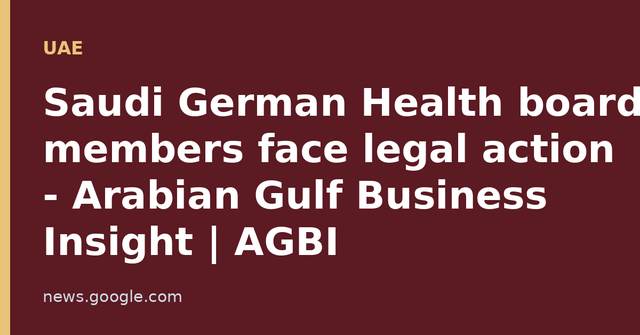 UAE
Saudi German Health board
members face legal action
- Arabian Gulf Business
Insight | AGBI
news.google.com